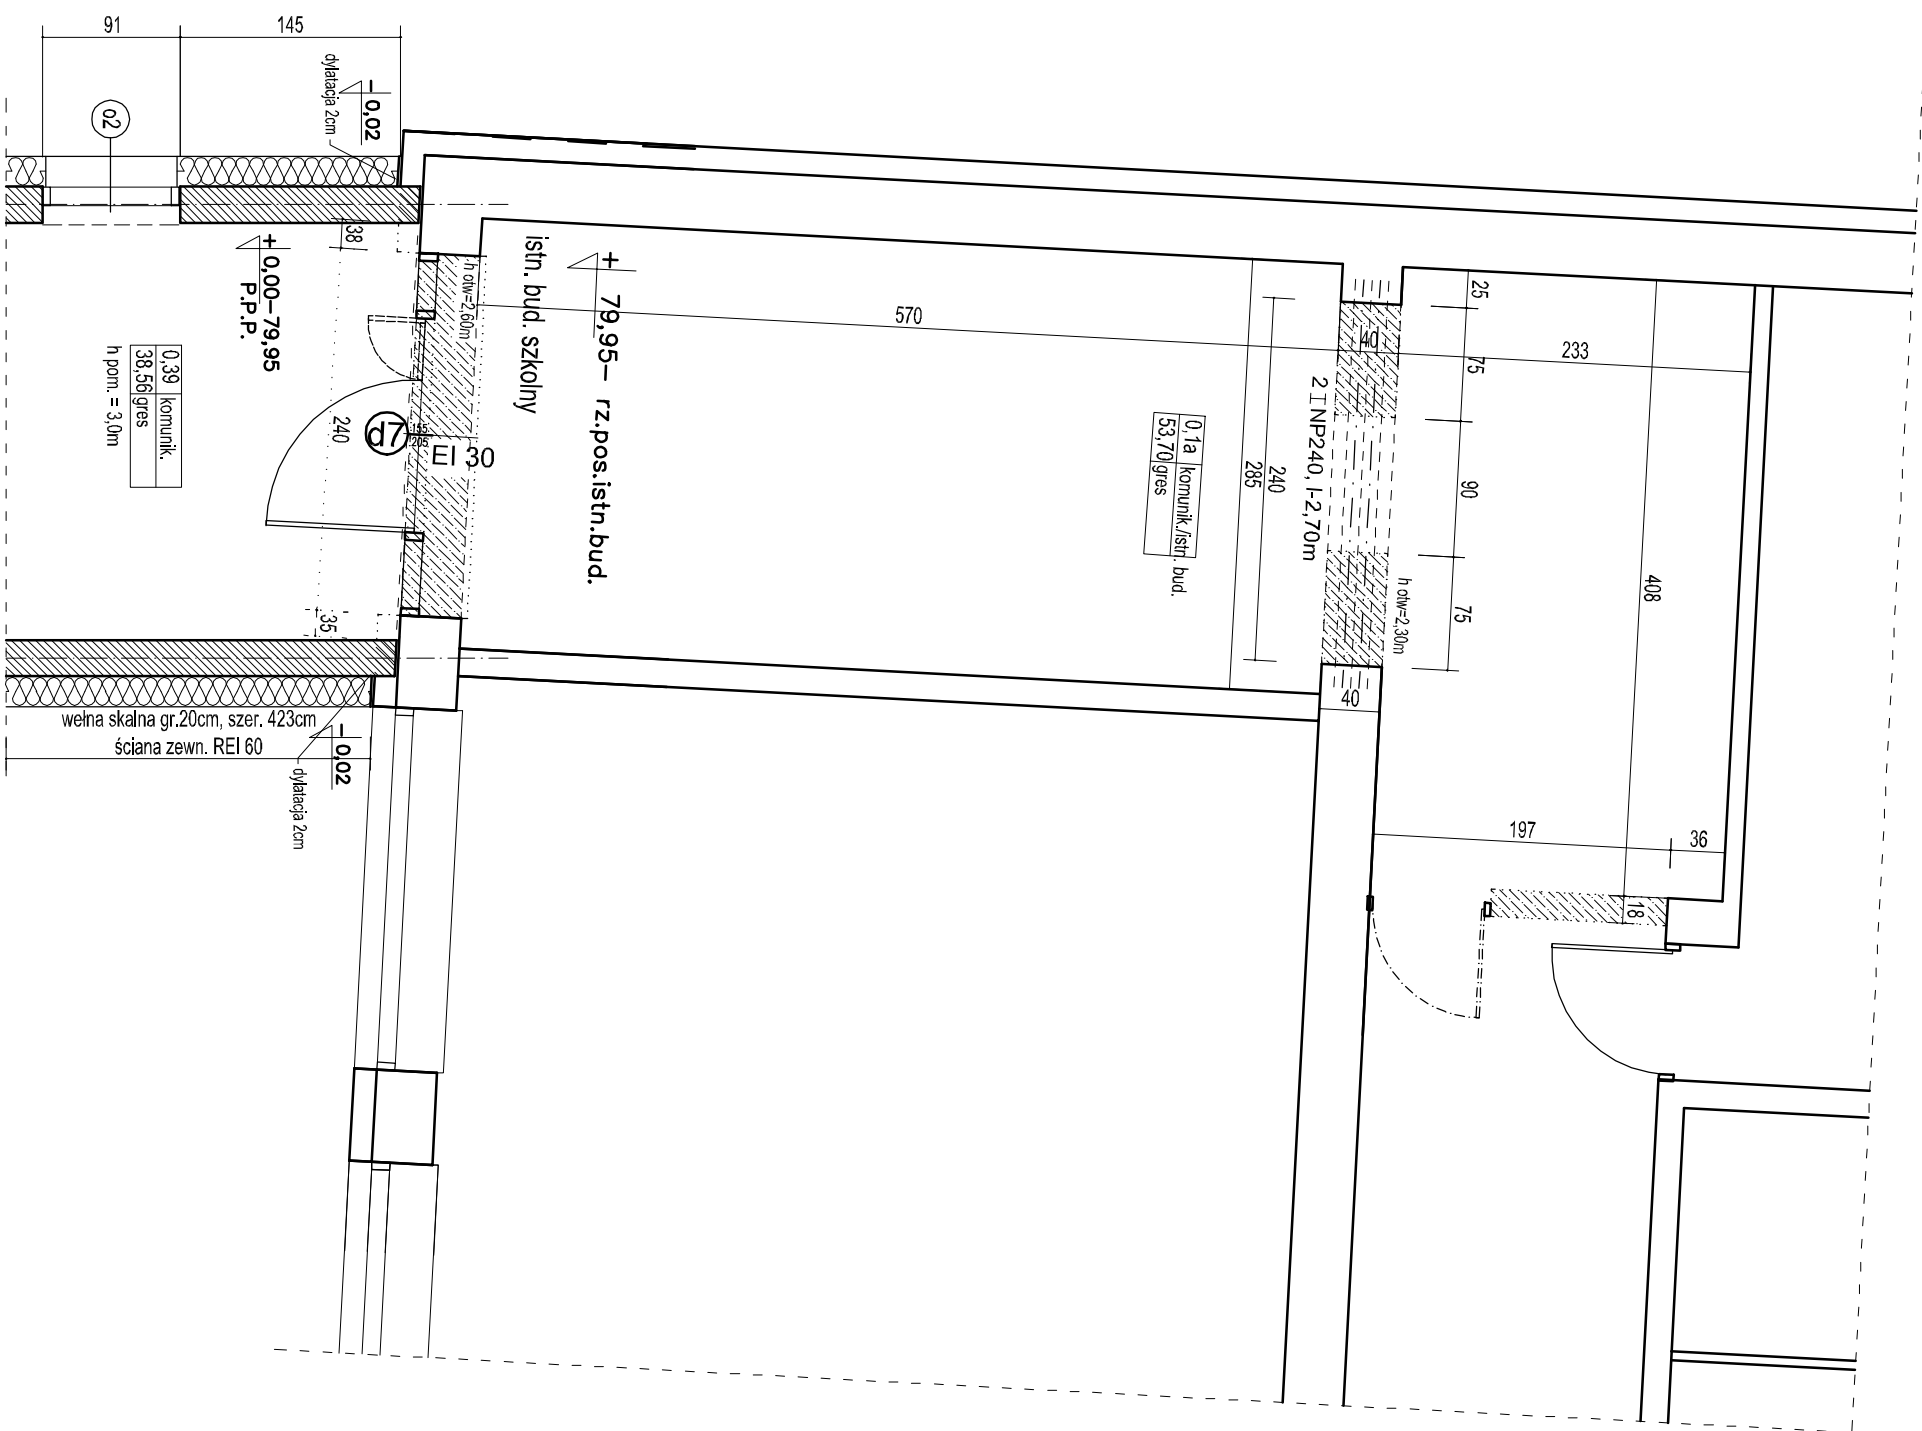 91
145
dylatacja 2cm
- 0,02
o2
38
+ 0,00-79,95
P.P.P.
0,39 komunik.
38,56 gres
h pom. = 3,0m
240
d7
155
205
EI 30
h otw=2,60m
istn. bud. szkolny
+ 79,95- rz.pos.istn.bud.
35
wełna skalna gr.20cm, szer. 423cm
ściana zewn. REI 60
- 0,02
dylatacja 2cm
570
40
233
25
75
90
75
2 I NP240, l-2,70m
240
285
0,1a komunik./istn. bud.
53,70 gres
h otw=2,30m
408
40
197
36
18